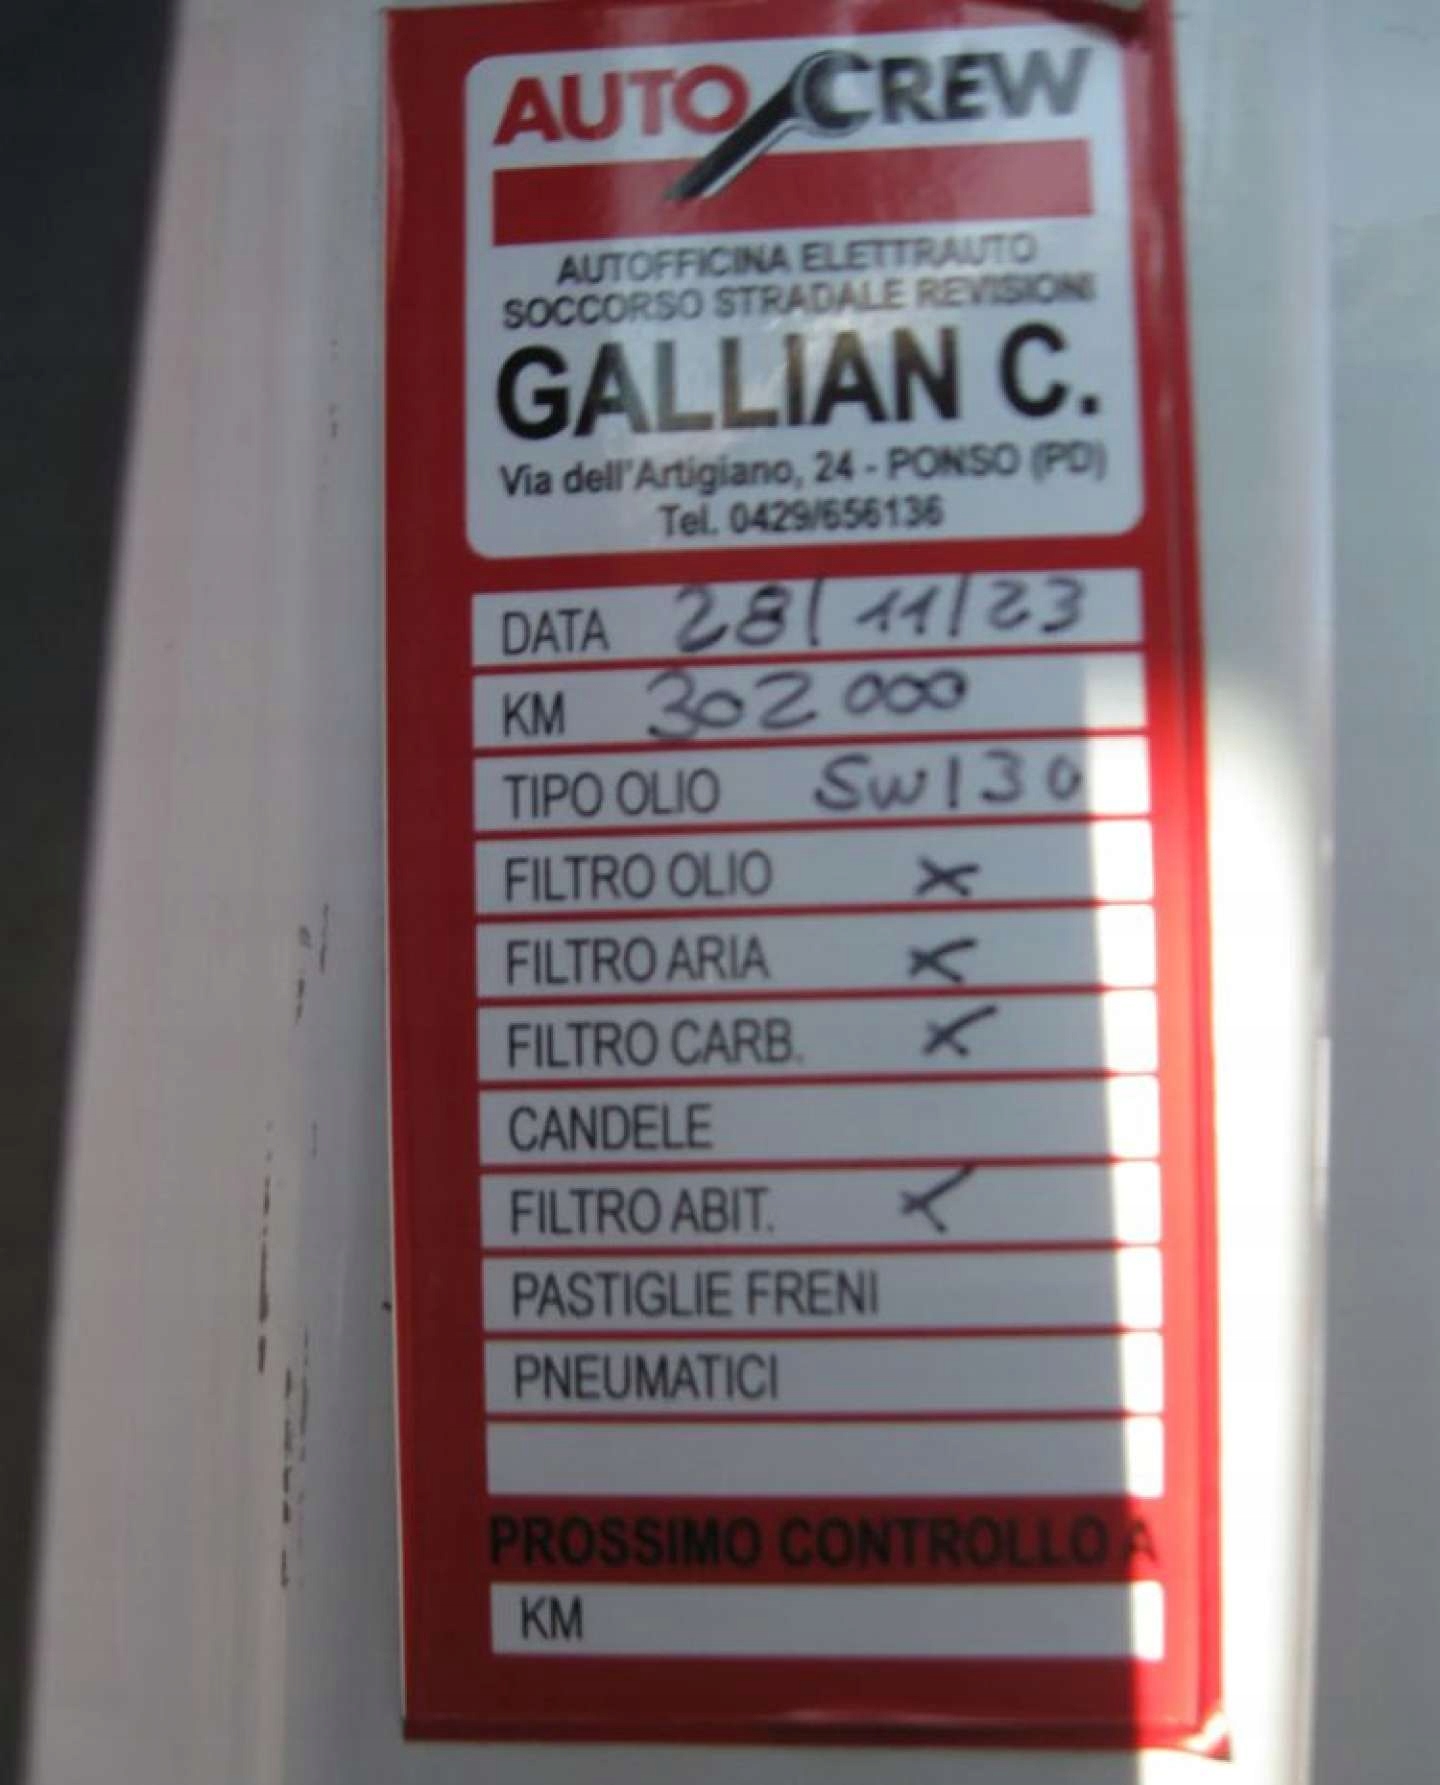 AUTO CREW
AUTOFFICINA ELETTRAUTO
SOCCORSO STRADALE REVISIONI
GALLIAN C.
Via dell'Artigiano, 24 - PONSO (PD)
Tel. 0429/656136
DATA 28/11/23
KM 302000
TIPO OLIO 5W130
FILTRO OLIO X
FILTRO ARIA X
FILTRO CARB. X
CANDELE
FILTRO ABIT. X
PASTIGLIE FRENI
PNEUMATICI
PROSSIMO CONTROLLO A
KM